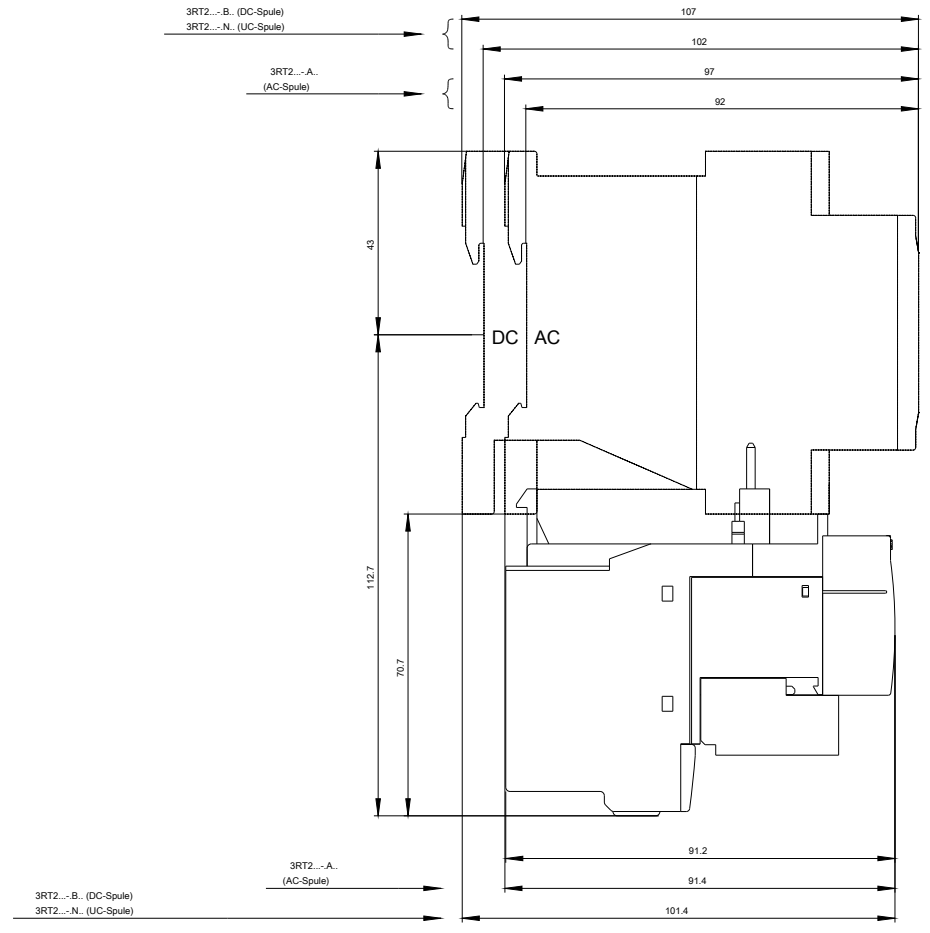 3RT2...-.B.. (DC-Spule)
3RT2...-.N.. (UC-Spule)
107
102
3RT2...-.A..
(AC-Spule)
97
92
43
DC AC
112.7
70.7
91.2
3RT2...-.A..
(AC-Spule)
91.4
3RT2...-.B.. (DC-Spule)
3RT2...-.N.. (UC-Spule)
101.4